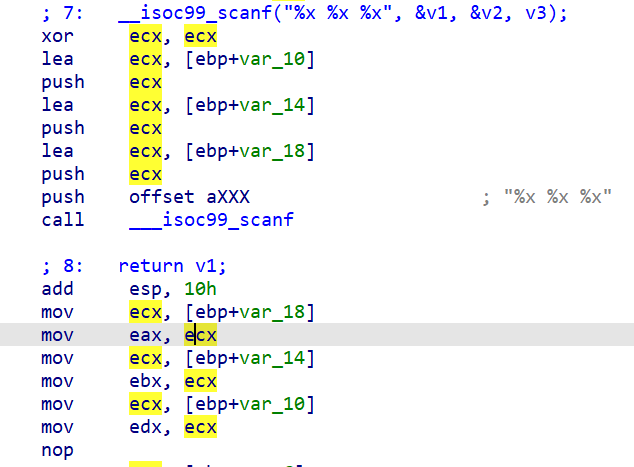 ; 7:   __isoc99_scanf("%x %x %x", &v1, &v2, v3);
xor     ecx, ecx
lea     ecx, [ebp+var_10]
push    ecx
lea     ecx, [ebp+var_14]
push    ecx
lea     ecx, [ebp+var_18]
push    ecx
push    offset aXXX                     ; "%x %x %x"
call    ___isoc99_scanf
; 8:   return v1;
add     esp, 10h
mov     ecx, [ebp+var_18]
mov     eax, ecx
mov     ecx, [ebp+var_14]
mov     ebx, ecx
mov     ecx, [ebp+var_10]
mov     edx, ecx
nop